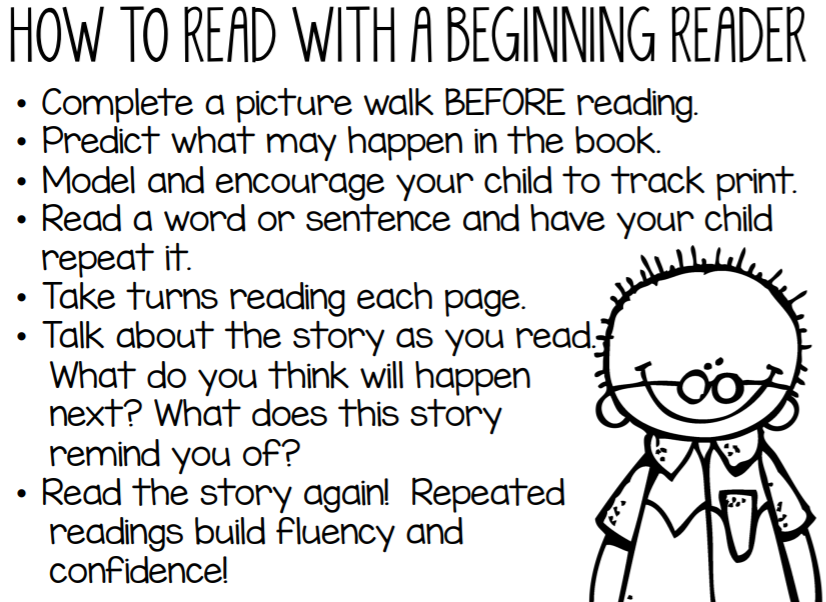 HOW TO READ WITH A BEGINNING READER
• Complete a picture walk BEFORE reading.
• Predict what may happen in the book.
• Model and encourage your child to track print.
• Read a word or sentence and have your child
repeat it.
• Take turns reading each page.
• Talk about the story as you read.
What do you think will happen
next? What does this story
remind you of?
• Read the story again! Repeated
readings build fluency and
confidence!